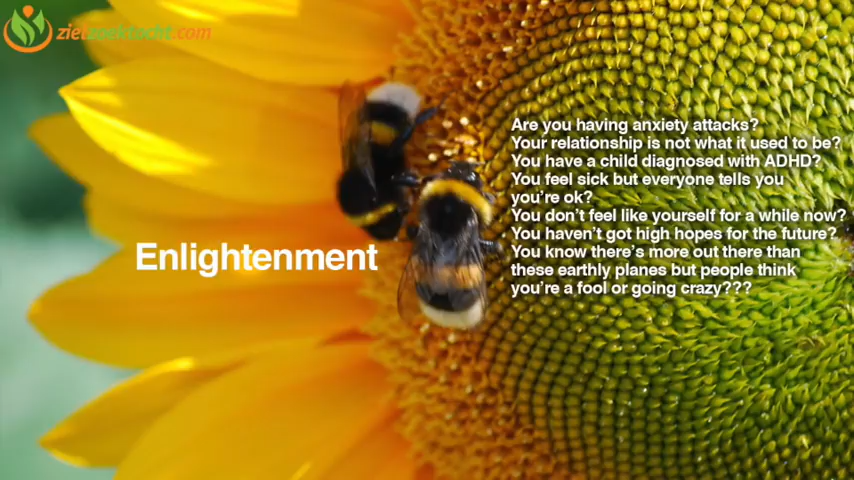 zielzoektocht.com
Are you having anxiety attacks?
Your relationship is not what it used to be?
You have a child diagnosed with ADHD?
You feel sick but everyone tells you
you're ok?
You don't feel like yourself for a while now?
You haven't got high hopes for the future?
You know there's more out there than
these earthly planes but people think
you're a fool or going crazy???
Enlightenment